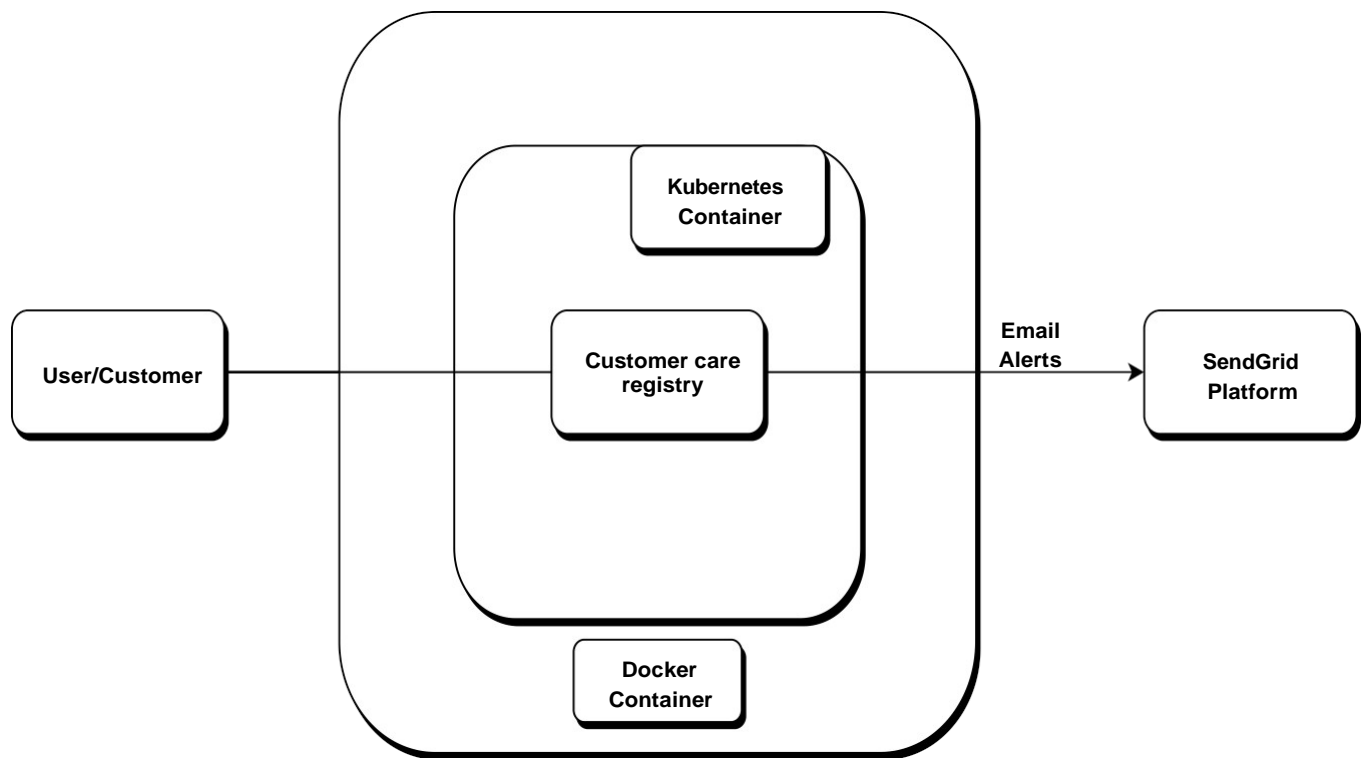 Kubernetes
Container
User/Customer
Customer care
registry
Email
Alerts
SendGrid
Platform
Docker
Container